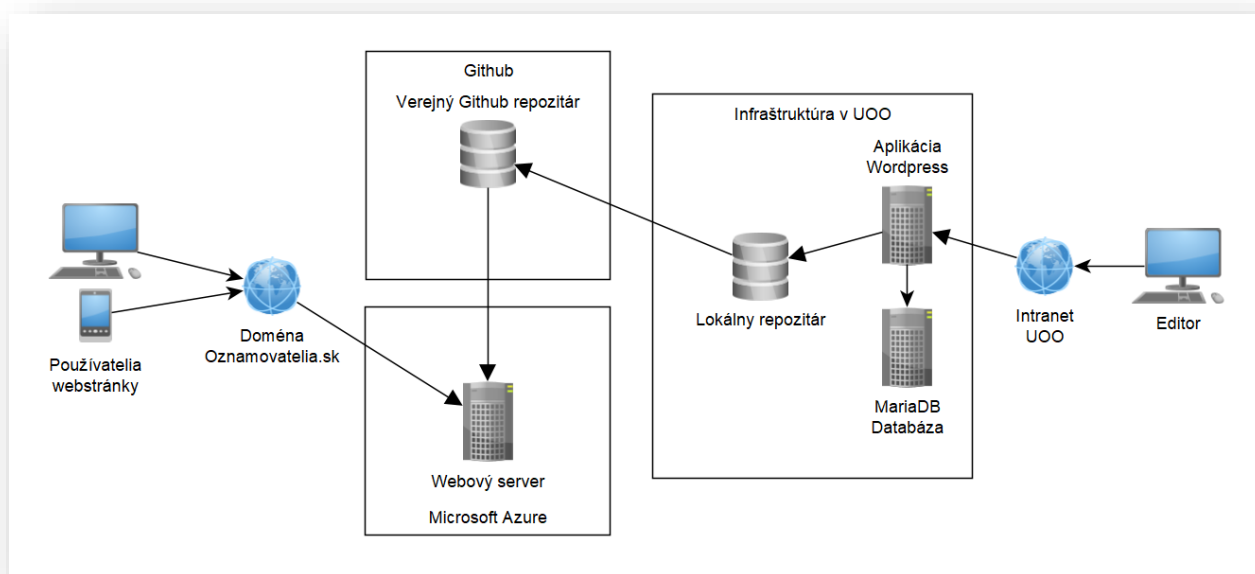 Github
Verejný Github repozitár
Infraštruktúra v UOO
Aplikácia
Wordpress
Lokálny repozitár
MariaDB
Databáza
Intranet
UOO
Editor
Doména
Oznamovatelia.sk
Používatelia
webstránky
Webový server
Microsoft Azure